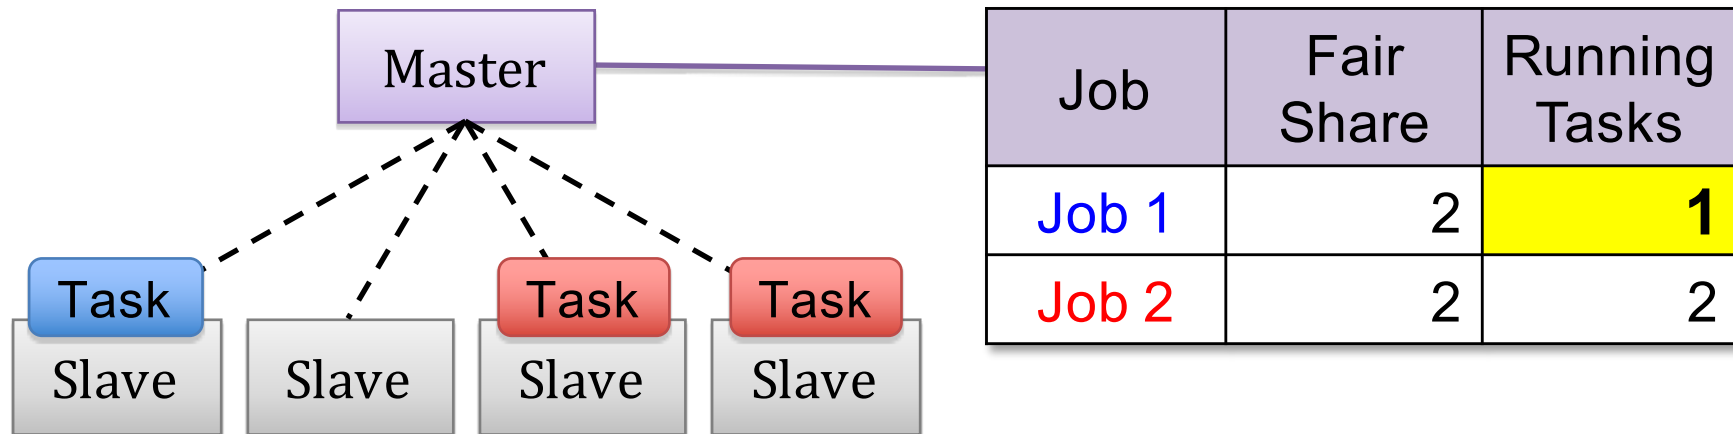 Master
Task
Task
Task
Slave
Slave
Slave
Slave
Job
Fair
Share
Running
Tasks
Job 1
2
1
Job 2
2
2